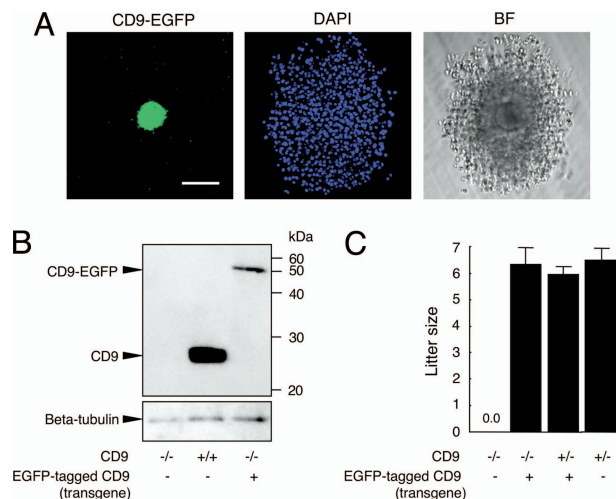 A
CD9-EGFP
DAPI
BF
B
kDa
CD9-EGFP
60
50
40
30
CD9
20
Beta-tubulin
CD9 -/- +/+ -/-
EGFP-tagged CD9 - - +
(transgene)
C
7
6
5
4
3
2
1
0
Litter size
0.0
CD9 -/- -/- +/- +/-
EGFP-tagged CD9 - + + -
(transgene)